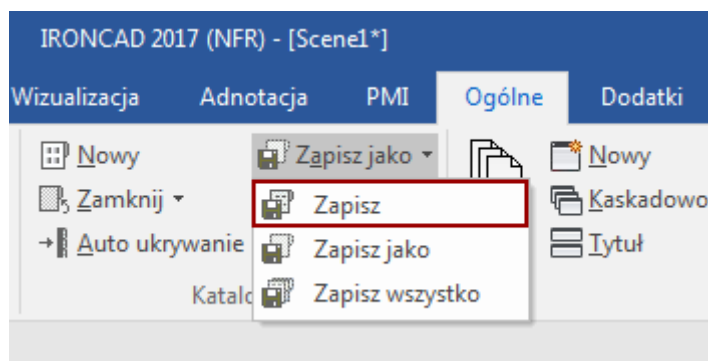 IRONCAD 2017 (NFR) - [Scene1*]
Wizualizacja Adnotacja PMI Ogólne Dodatki
Nowy Zapisz jako Nowy
Zamknij Zapisz Kaskadowo
Auto ukrywanie Zapisz jako Tytuł
Zapisz wszystko